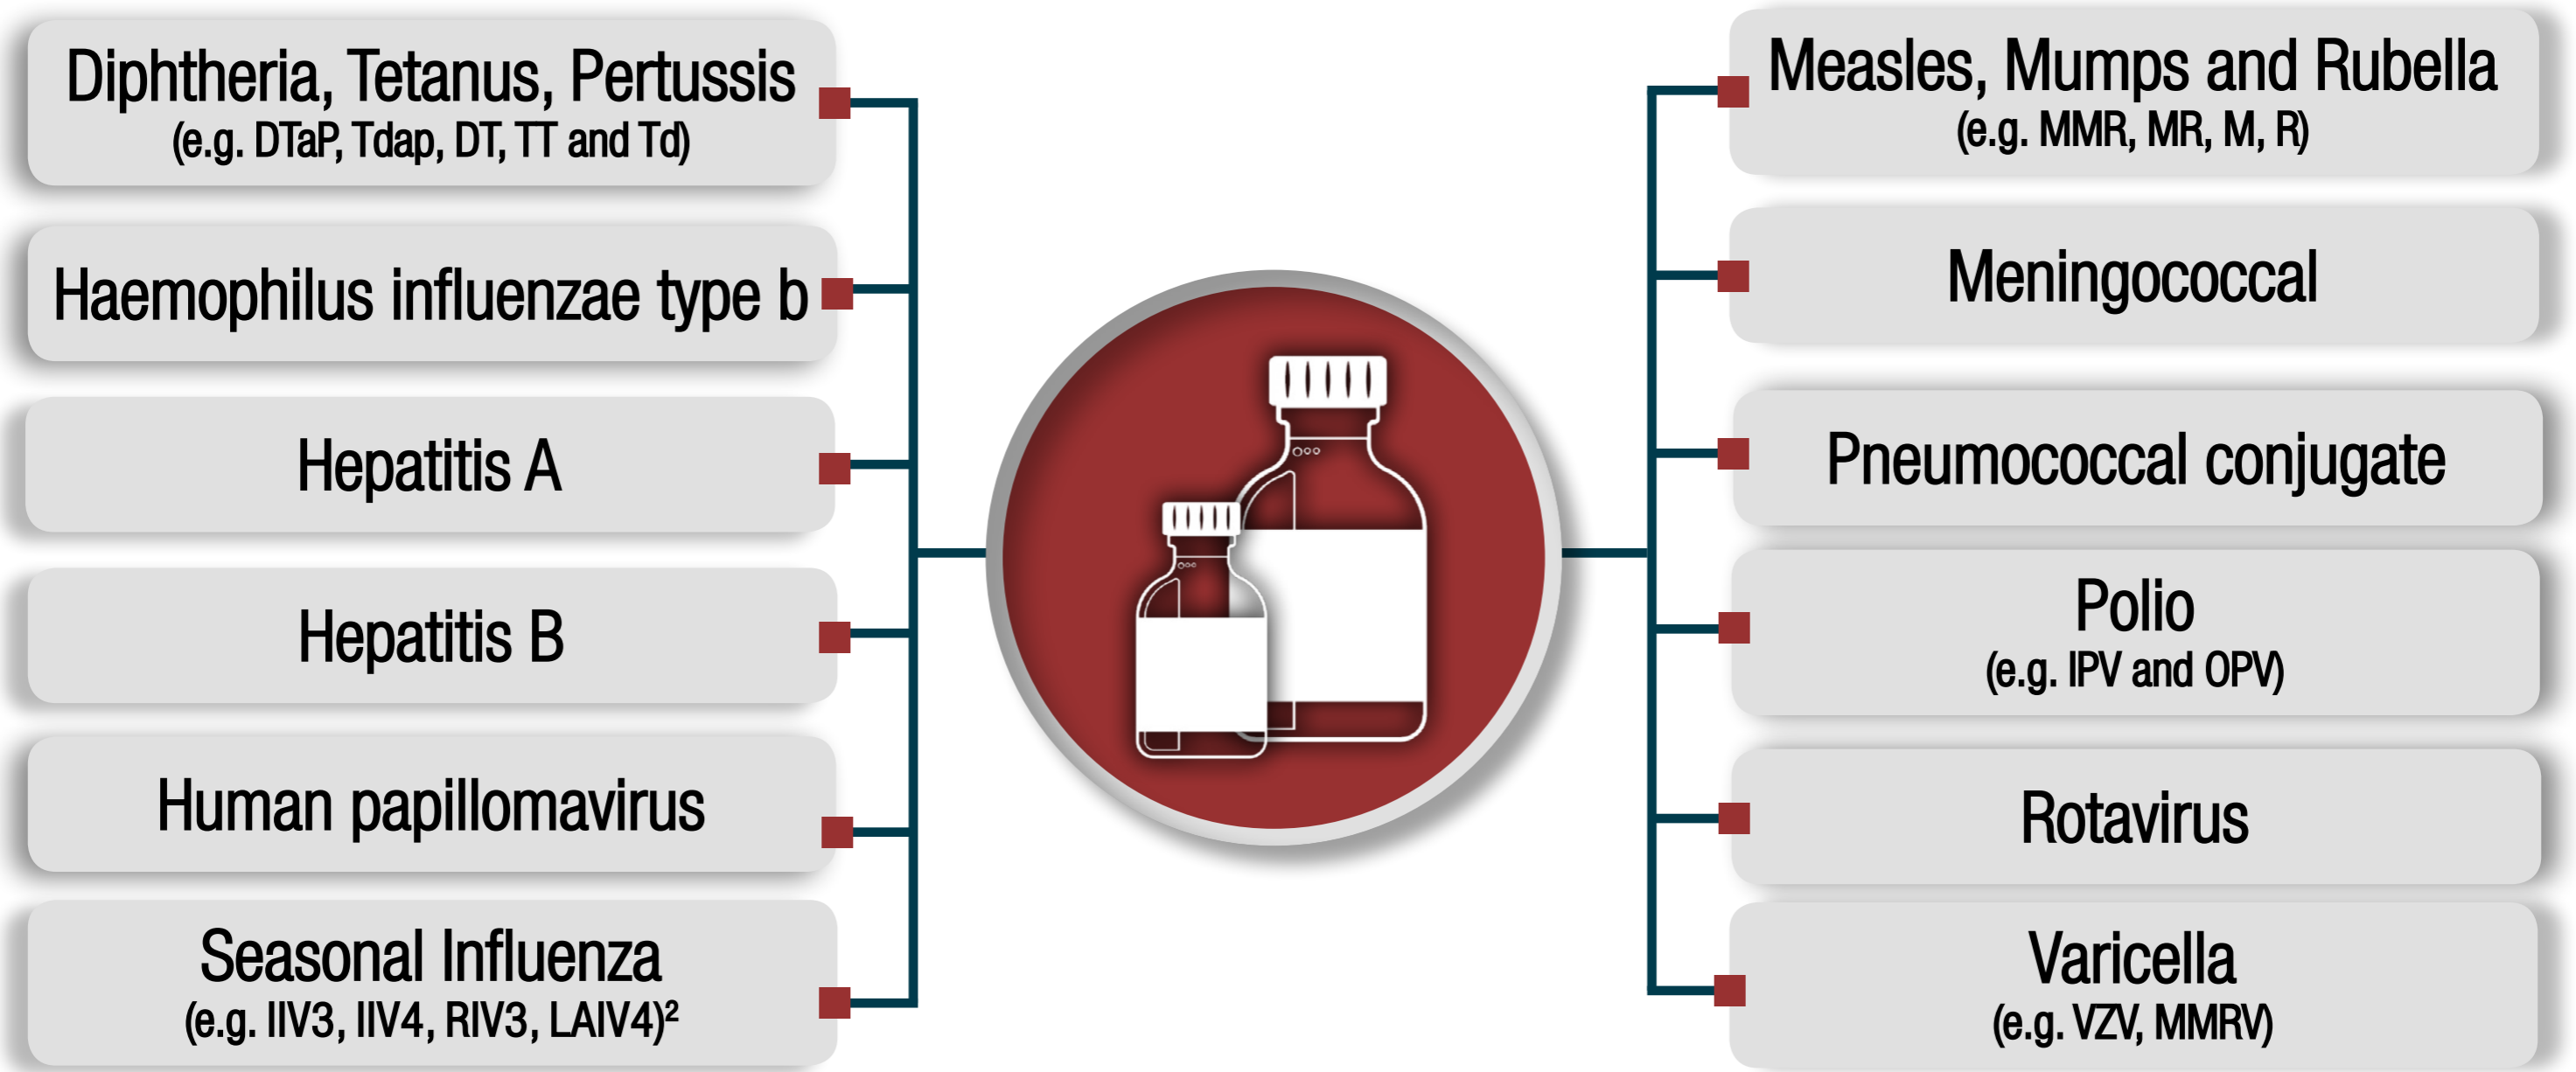 Diphtheria, Tetanus, Pertussis
(e.g. DTaP, Tdap, DT, TT and Td)
Haemophilus influenzae type b
Hepatitis A
Hepatitis B
Human papillomavirus
Seasonal Influenza
(e.g. IIV3, IIV4, RIV3, LAIV4)²
Measles, Mumps and Rubella
(e.g. MMR, MR, M, R)
Meningococcal
Pneumococcal conjugate
Polio
(e.g. IPV and OPV)
Rotavirus
Varicella
(e.g. VZV, MMRV)